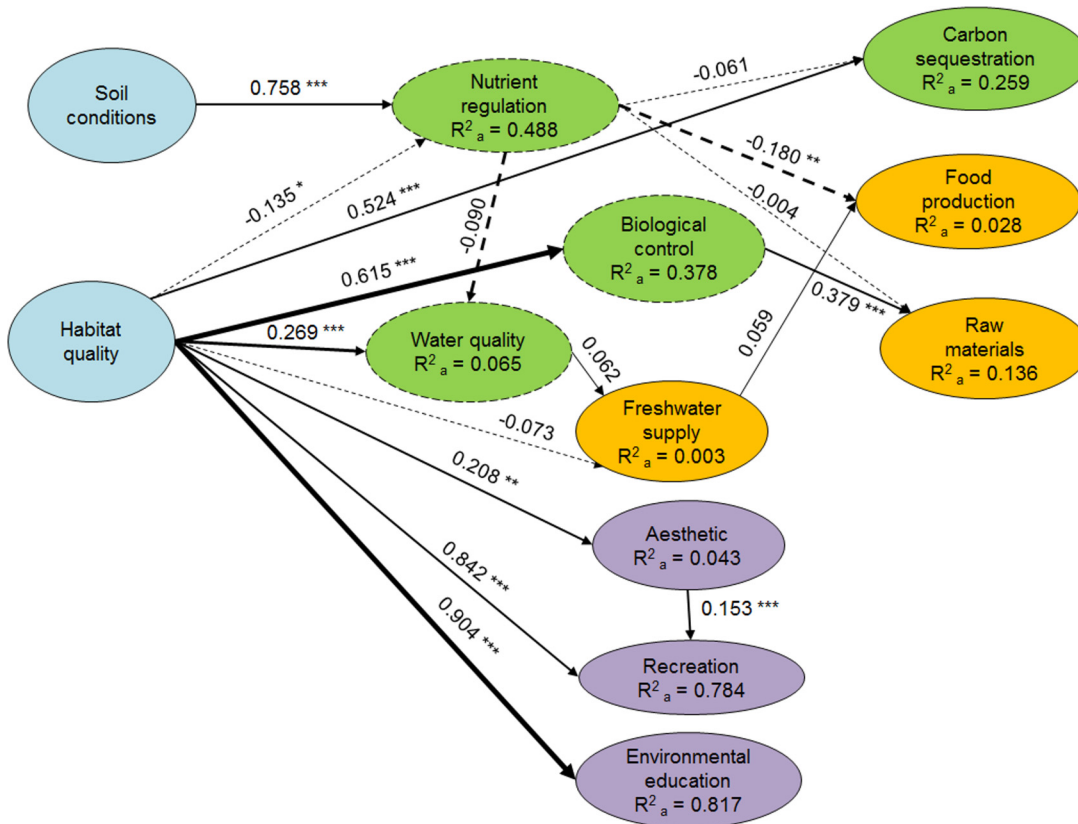 Soil
conditions
0.758 ***
Nutrient
regulation
R² a = 0.488
-0.061
Carbon
sequestration
R² a = 0.259
-0.135 *
0.524 ***
-0.090
-0.180 **
-0.004
Food
production
R² a = 0.028
Biological
control
R² a = 0.378
0.615 ***
0.379 ***
Habitat
quality
0.269 ***
Water quality
R² a = 0.065
0.062
0.059
Raw
materials
R² a = 0.136
-0.073
Freshwater
supply
R² a = 0.003
0.208 **
Aesthetic
R² a = 0.043
0.842 ***
0.153 ***
0.904 ***
Recreation
R² a = 0.784
Environmental
education
R² a = 0.817